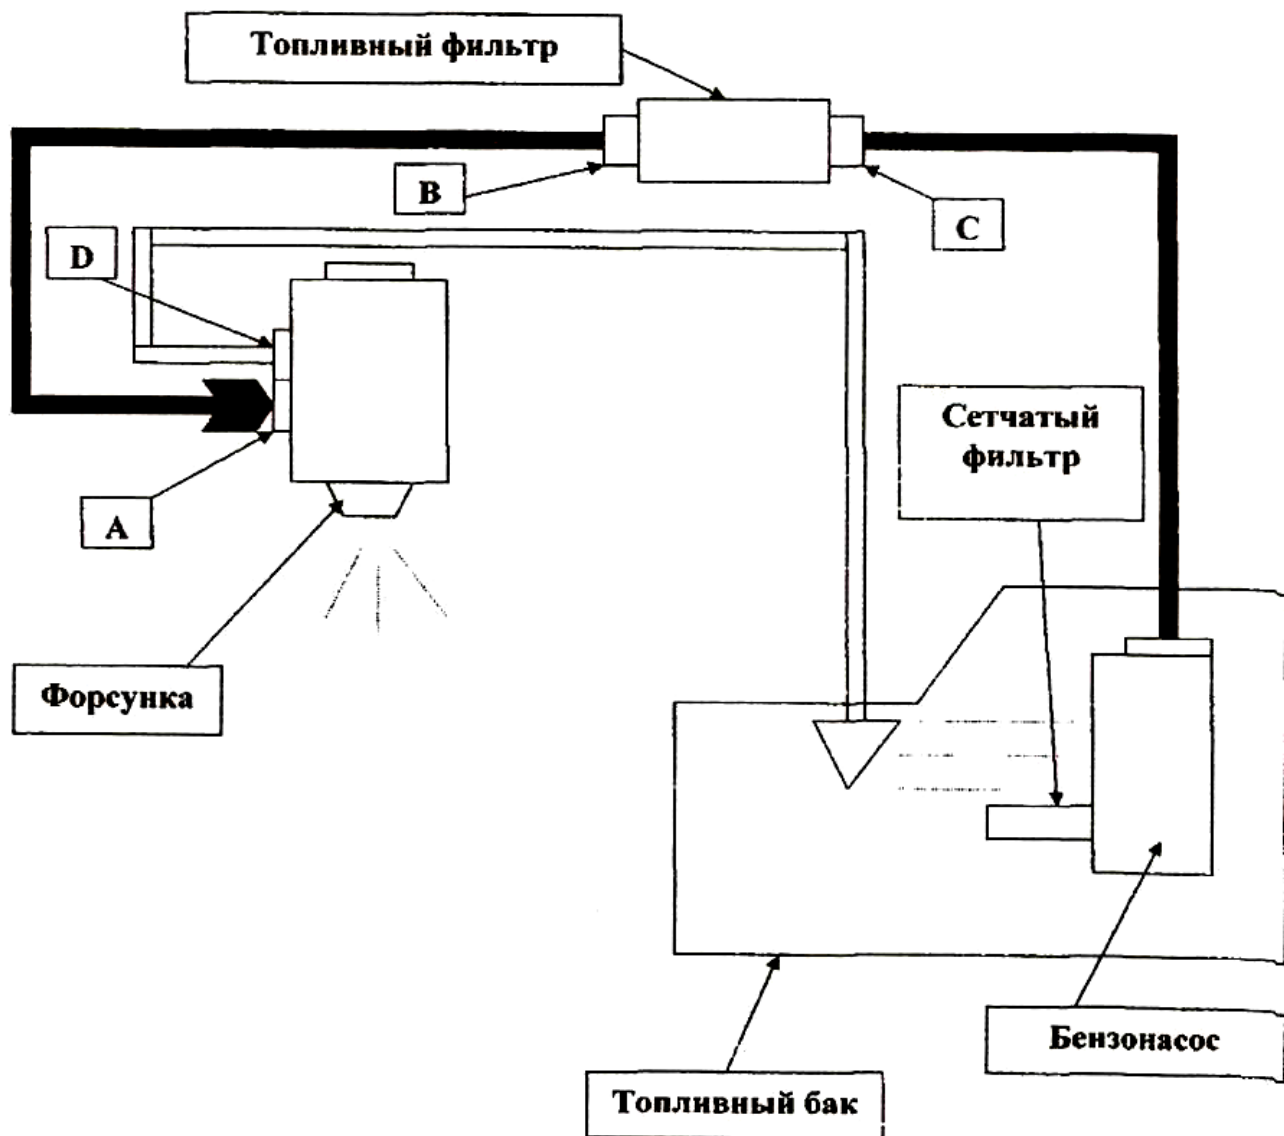 Топливный фильтр
B
C
D
Сетчатый
фильтр
A
Форсунка
Бензонасос
Топливный бак